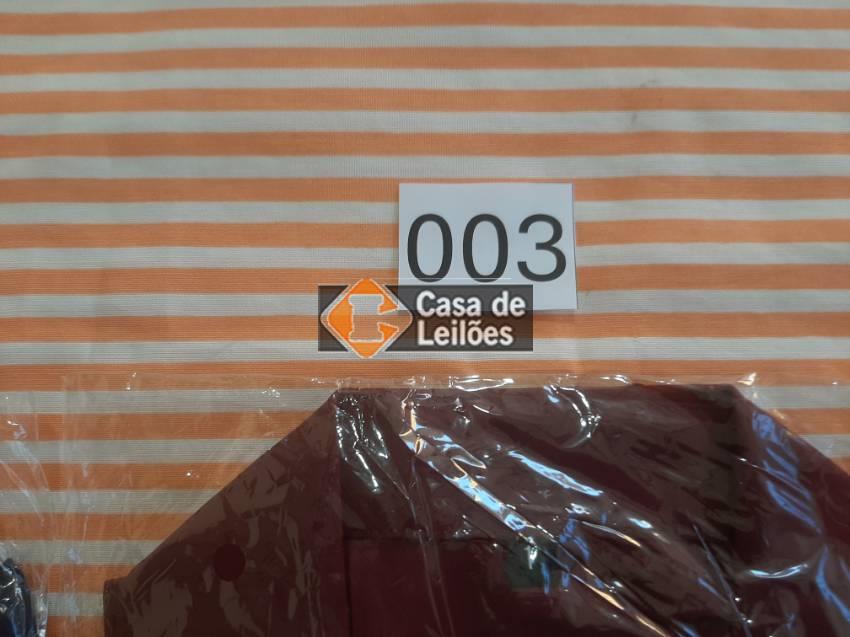 003
Casa de
Leilões